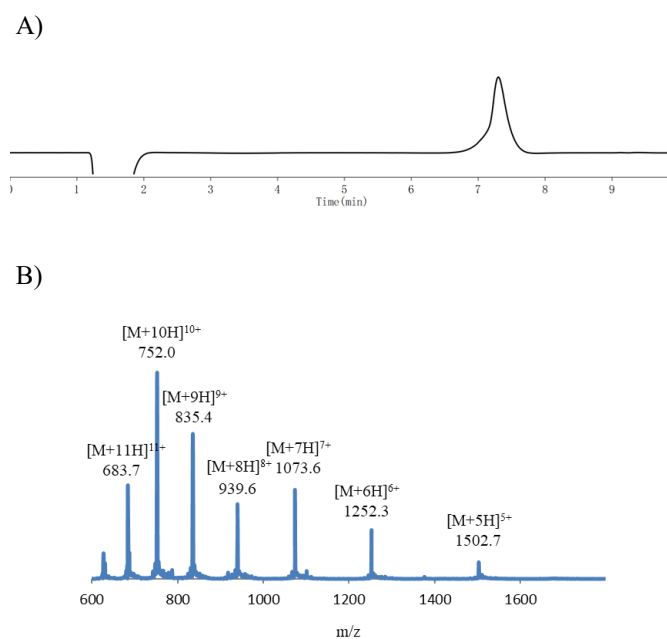 A)
0 1 2 3 4 5 6 7 8 9
Time(min)
B)
[M+10H]¹⁰⁺
752.0
[M+9H]⁹⁺
835.4
[M+11H]¹¹⁺
683.7
[M+8H]⁸⁺
939.6
[M+7H]⁷⁺
1073.6
[M+6H]⁶⁺
1252.3
[M+5H]⁵⁺
1502.7
600 800 1000 1200 1400 1600
m/z